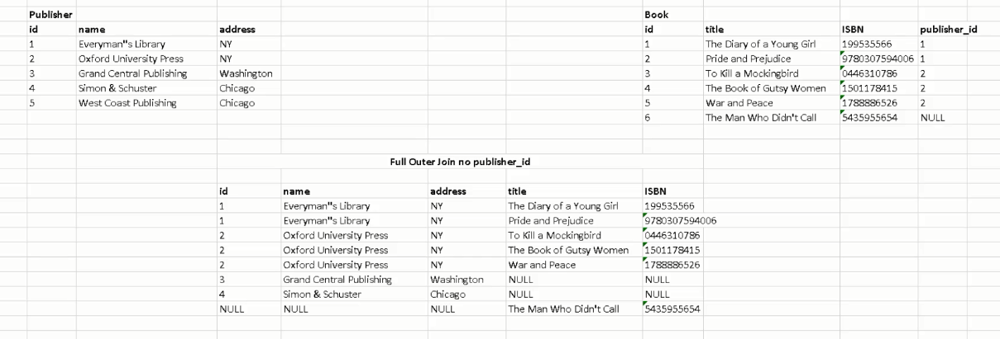 Publisher Book
id name address id title ISBN publisher_id
1 Everyman"s Library NY 1 The Diary of a Young Girl 199535566 1
2 Oxford University Press NY 2 Pride and Prejudice 9780307594006 1
3 Grand Central Publishing Washington 3 To Kill a Mockingbird 0446310786 2
4 Simon & Schuster Chicago 4 The Book of Gutsy Women 1501178415 2
5 West Coast Publishing Chicago 5 War and Peace 1788886526 2
6 The Man Who Didn't Call 5435955654 NULL
Full Outer Join no publisher_id
id name address title ISBN
1 Everyman"s Library NY The Diary of a Young Girl 199535566
1 Everyman"s Library NY Pride and Prejudice 9780307594006
2 Oxford University Press NY To Kill a Mockingbird 0446310786
2 Oxford University Press NY The Book of Gutsy Women 1501178415
2 Oxford University Press NY War and Peace 1788886526
3 Grand Central Publishing Washington NULL NULL
4 Simon & Schuster Chicago NULL NULL
NULL NULL NULL The Man Who Didn't Call 5435955654